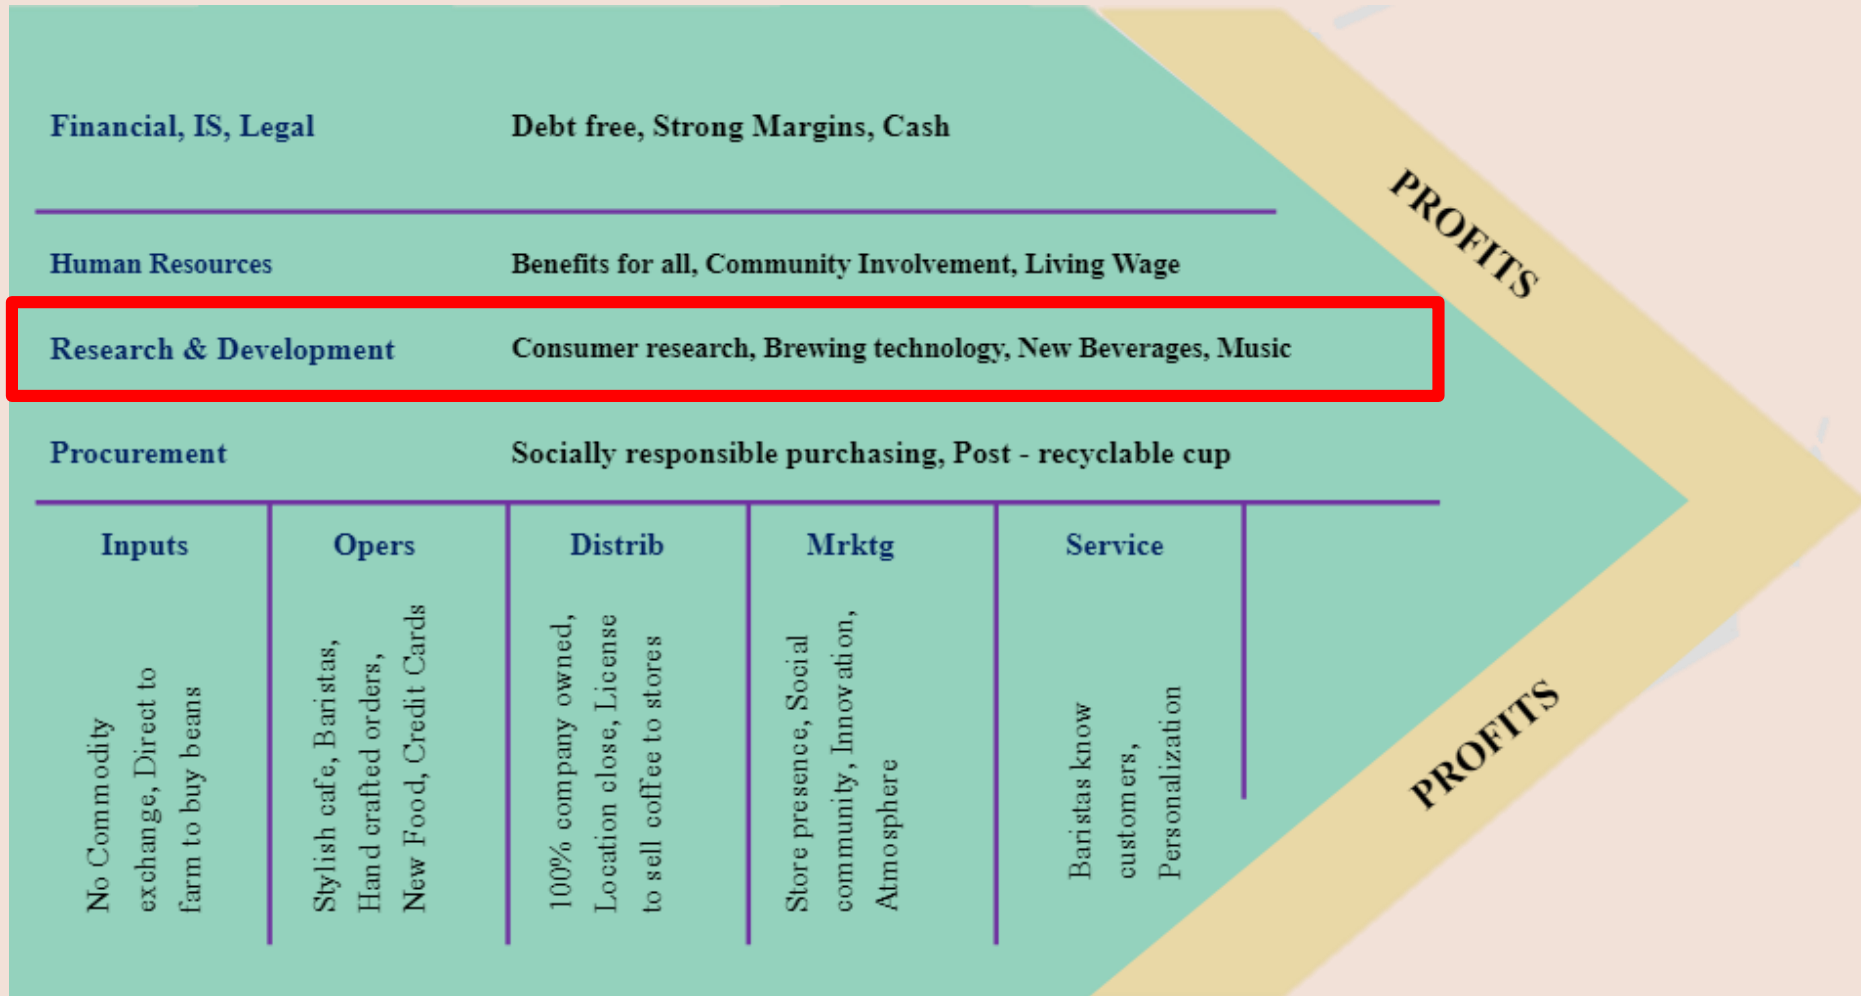 Financial, IS, Legal
Debt free, Strong Margins, Cash
Human Resources
Benefits for all, Community Involvement, Living Wage
Research & Development
Consumer research, Brewing technology, New Beverages, Music
Procurement
Socially responsible purchasing, Post - recyclable cup
Inputs
Opers
Distrib
Mrktg
Service
No Commodity
exchange, Direct to
farm to buy beans
Stylish cafe, Baristas,
Hand crafted orders,
New Food, Credit Cards
100% company owned,
Location close, License
to sell coffee to stores
Store presence, Social
community, Innovation,
Atmosphere
Baristas know
customers,
Personalization
PROFITS
PROFITS